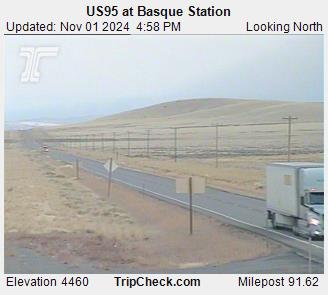 US95 at Basque Station
Updated: Nov 01 2024 4:58 PM Looking North
Elevation 4460 TripCheck.com Milepost 91.62